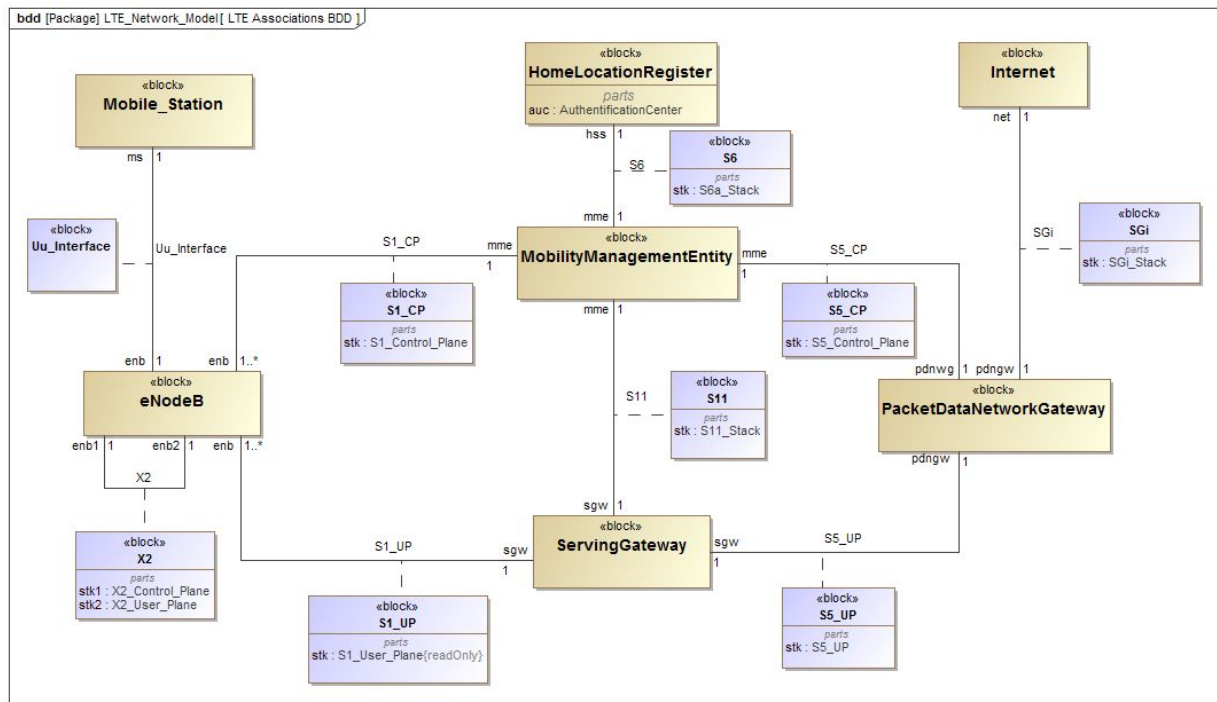 bdd [Package] LTE_Network_Model[ LTE Associations BDD ]
«block»
Mobile_Station
ms 1
«block»
HomeLocationRegister
parts
auc : AuthentificationCenter
hss 1
«block»
Internet
net 1
S6
«block»
S6
parts
stk : S6a_Stack
«block»
Uu_Interface
Uu_Interface
mme 1
«block»
MobilityManagementEntity
S1_CP
mme
1
«block»
S1_CP
parts
stk : S1_Control_Plane
mme
1
S5_CP
«block»
S5_CP
parts
stk : S5_Control_Plane
SGi
«block»
SGi
parts
stk : SGi_Stack
mme 1
enb 1
enb 1..*
«block»
eNodeB
enb1 1
enb2 1
enb 1..*
S11
«block»
S11
parts
stk : S11_Stack
pdnwg 1
pdngw 1
«block»
PacketDataNetworkGateway
pdngw 1
X2
«block»
X2
parts
stk1 : X2_Control_Plane
stk2 : X2_User_Plane
sgw 1
«block»
ServingGateway
S1_UP
sgw
1
«block»
S1_UP
parts
stk : S1_User_Plane{readOnly}
sgw
1
S5_UP
«block»
S5_UP
parts
stk : S5_UP